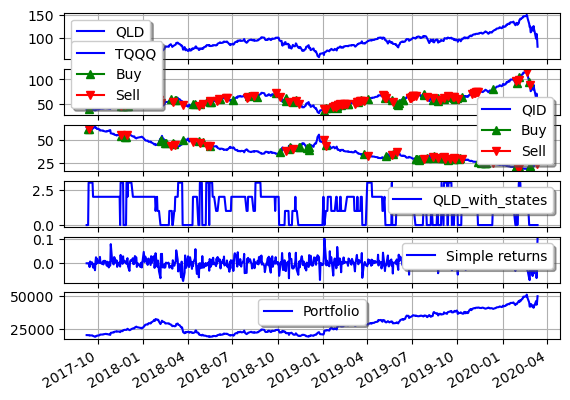 150
100
QLD
TQQQ
Buy
Sell
100
50
QID
Buy
Sell
50
25
2.5
0.0
QLD_with_states
0.1
0.0
Simple returns
50000
25000
Portfolio
2017-10
2018-01
2018-04
2018-07
2018-10
2019-01
2019-04
2019-07
2019-10
2020-01
2020-04